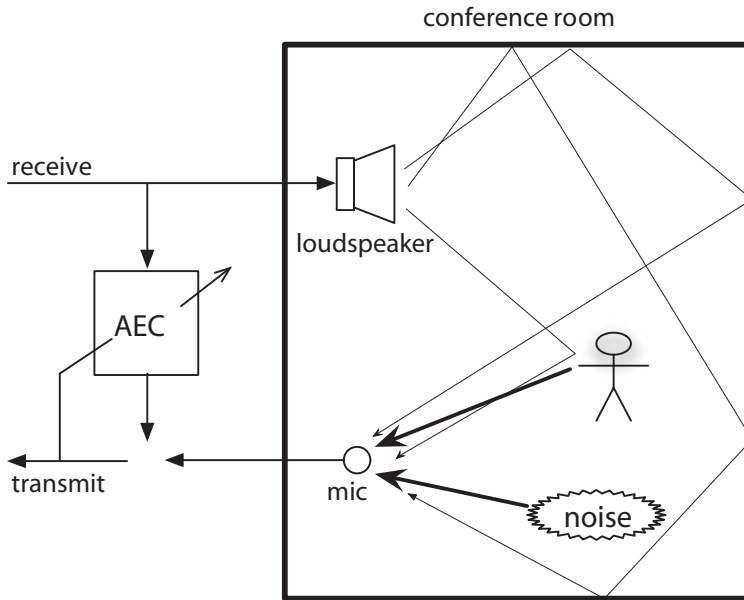 conference room
receive
loudspeaker
AEC
transmit
mic
noise